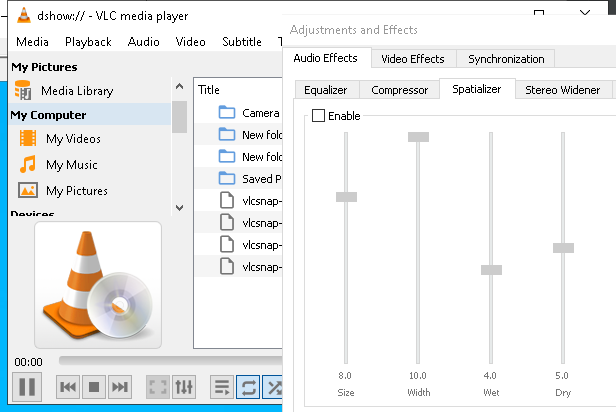 dshow:// - VLC media player
Media Playback Audio Video Subtitle
My Pictures
Media Library
My Computer
My Videos
My Music
My Pictures
Devices
Title
Camera
New fold
New fold
Saved P
vlcsnap-
vlcsnap-
vlcsnap-
vlcsnap-
00:00
Adjustments and Effects
Audio Effects Video Effects Synchronization
Equalizer Compressor Spatializer Stereo Widener
Enable
8.0 10.0 4.0 5.0
Size Width Wet Dry